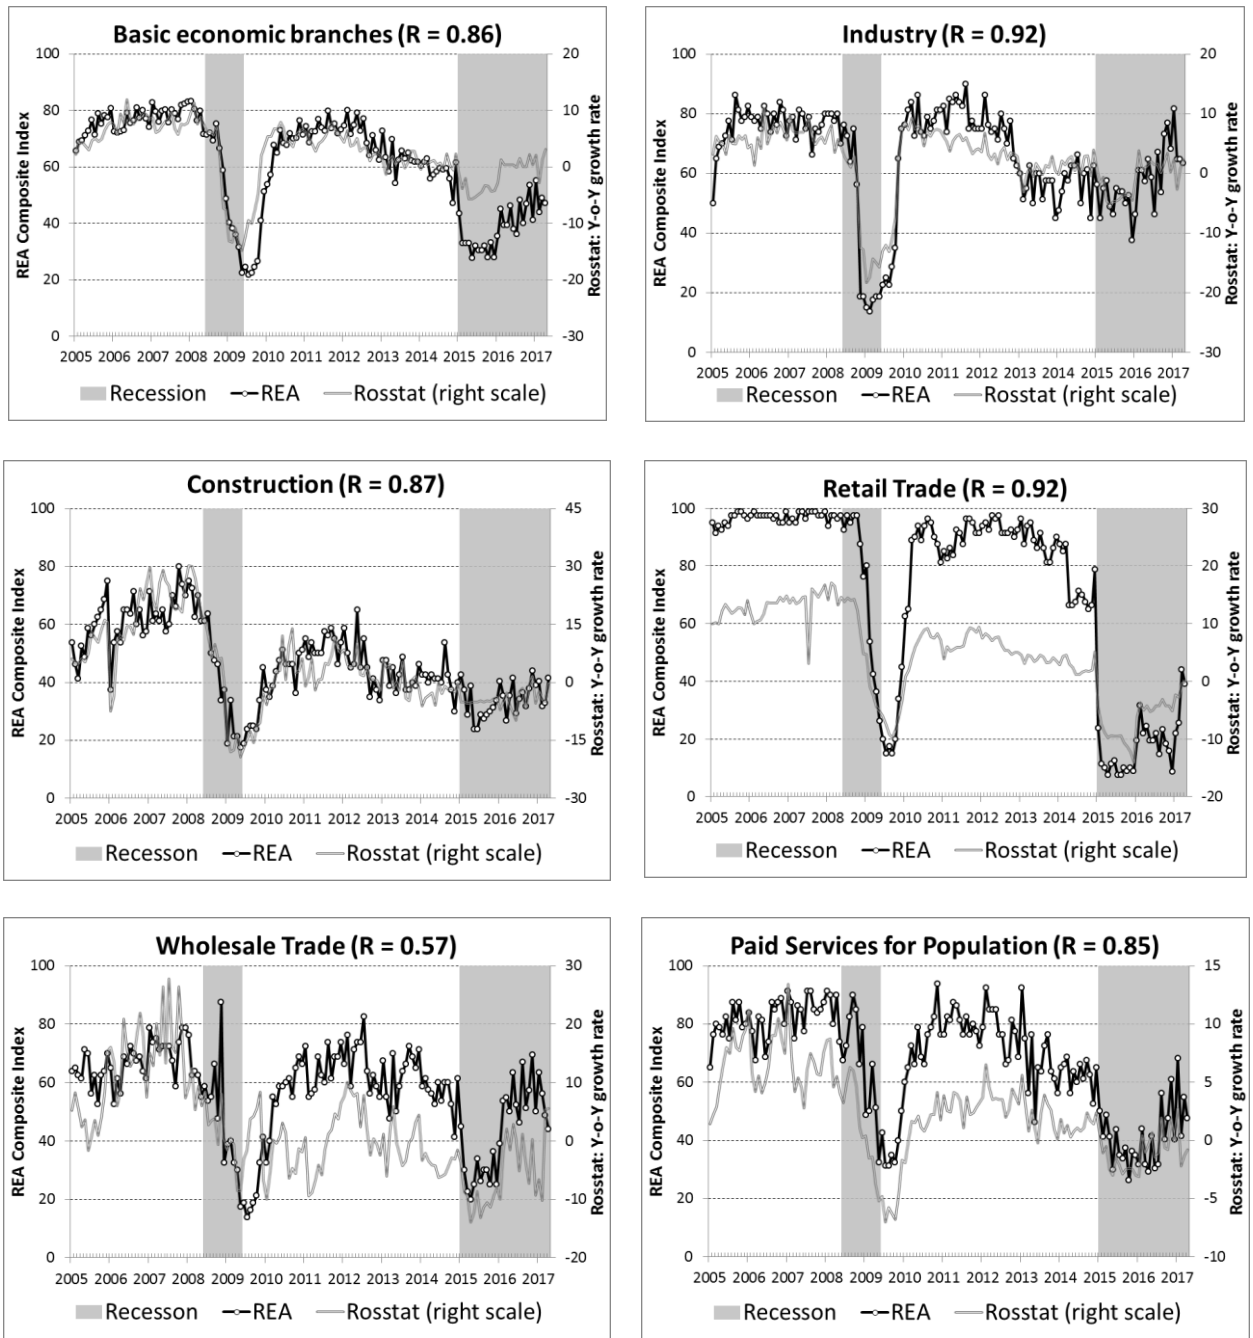 Basic economic branches (R = 0.86)
REA Composite Index
100
80
60
40
20
0
20
10
0
-10
-20
-30
Rosstat: Y-o-Y growth rate
2005 2006 2007 2008 2009 2010 2011 2012 2013 2014 2015 2016 2017
Recession REA Rosstat (right scale)
Industry (R = 0.92)
REA Composite Index
100
80
60
40
20
0
20
10
0
-10
-20
-30
Rosstat: Y-o-Y growth rate
2005 2006 2007 2008 2009 2010 2011 2012 2013 2014 2015 2016 2017
Recesson REA Rosstat (right scale)
Construction (R = 0.87)
REA Composite Index
100
80
60
40
20
0
45
30
15
0
-15
-30
Rosstat: Y-o-Y growth rate
2005 2006 2007 2008 2009 2010 2011 2012 2013 2014 2015 2016 2017
Recesson REA Rosstat (right scale)
Retail Trade (R = 0.92)
REA Composite Index
100
80
60
40
20
0
30
20
10
0
-10
-20
Rosstat: Y-o-Y growth rate
2005 2006 2007 2008 2009 2010 2011 2012 2013 2014 2015 2016 2017
Recesson REA Rosstat (right scale)
Wholesale Trade (R = 0.57)
REA Composite Index
100
80
60
40
20
0
30
20
10
0
-10
-20
Rosstat: Y-o-Y growth rate
2005 2006 2007 2008 2009 2010 2011 2012 2013 2014 2015 2016 2017
Recesson REA Rosstat (right scale)
Paid Services for Population (R = 0.85)
REA Composite Index
100
80
60
40
20
0
15
10
5
0
-5
-10
Rosstat: Y-o-Y growth rate
2005 2006 2007 2008 2009 2010 2011 2012 2013 2014 2015 2016 2017
Recesson REA Rosstat (right scale)